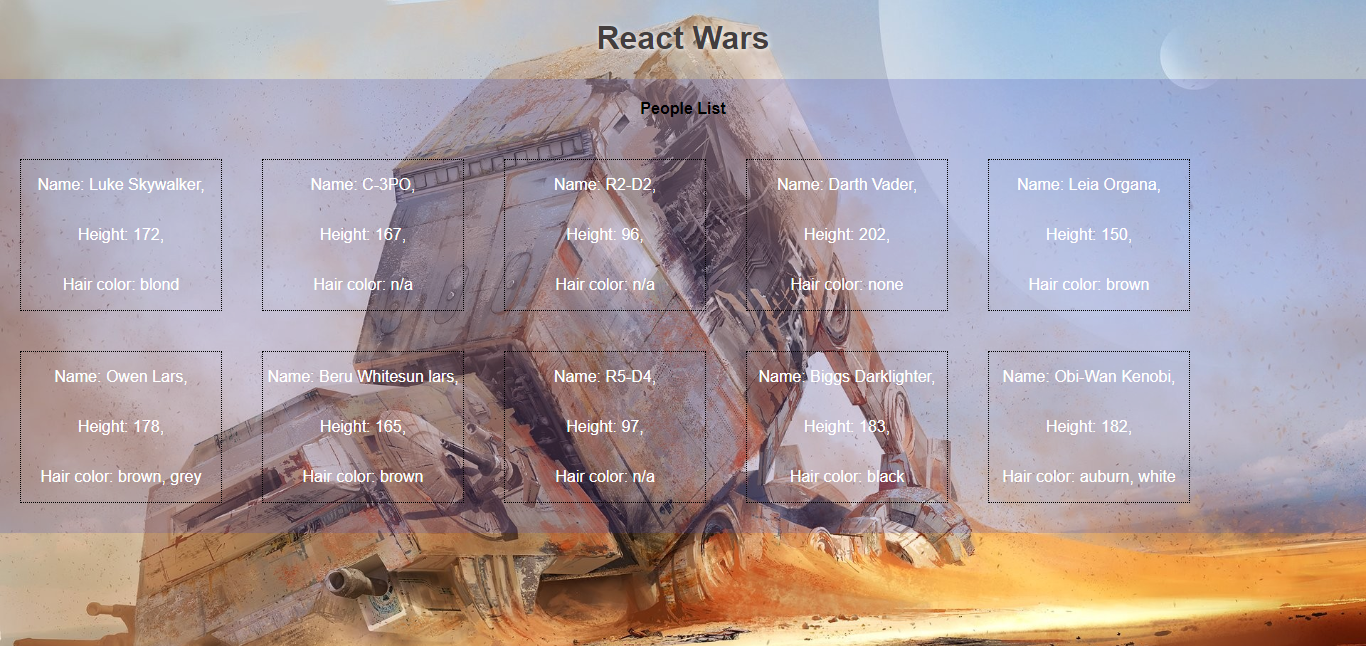 React Wars
People List
Name: Luke Skywalker,
Height: 172,
Hair color: blond
Name: C-3PO,
Height: 167,
Hair color: n/a
Name: R2-D2,
Height: 96,
Hair color: n/a
Name: Darth Vader,
Height: 202,
Hair color: none
Name: Leia Organa,
Height: 150,
Hair color: brown
Name: Owen Lars,
Height: 178,
Hair color: brown, grey
Name: Beru Whitesun lars,
Height: 165,
Hair color: brown
Name: R5-D4,
Height: 97,
Hair color: n/a
Name: Biggs Darklighter,
Height: 183,
Hair color: black
Name: Obi-Wan Kenobi,
Height: 182,
Hair color: auburn, white